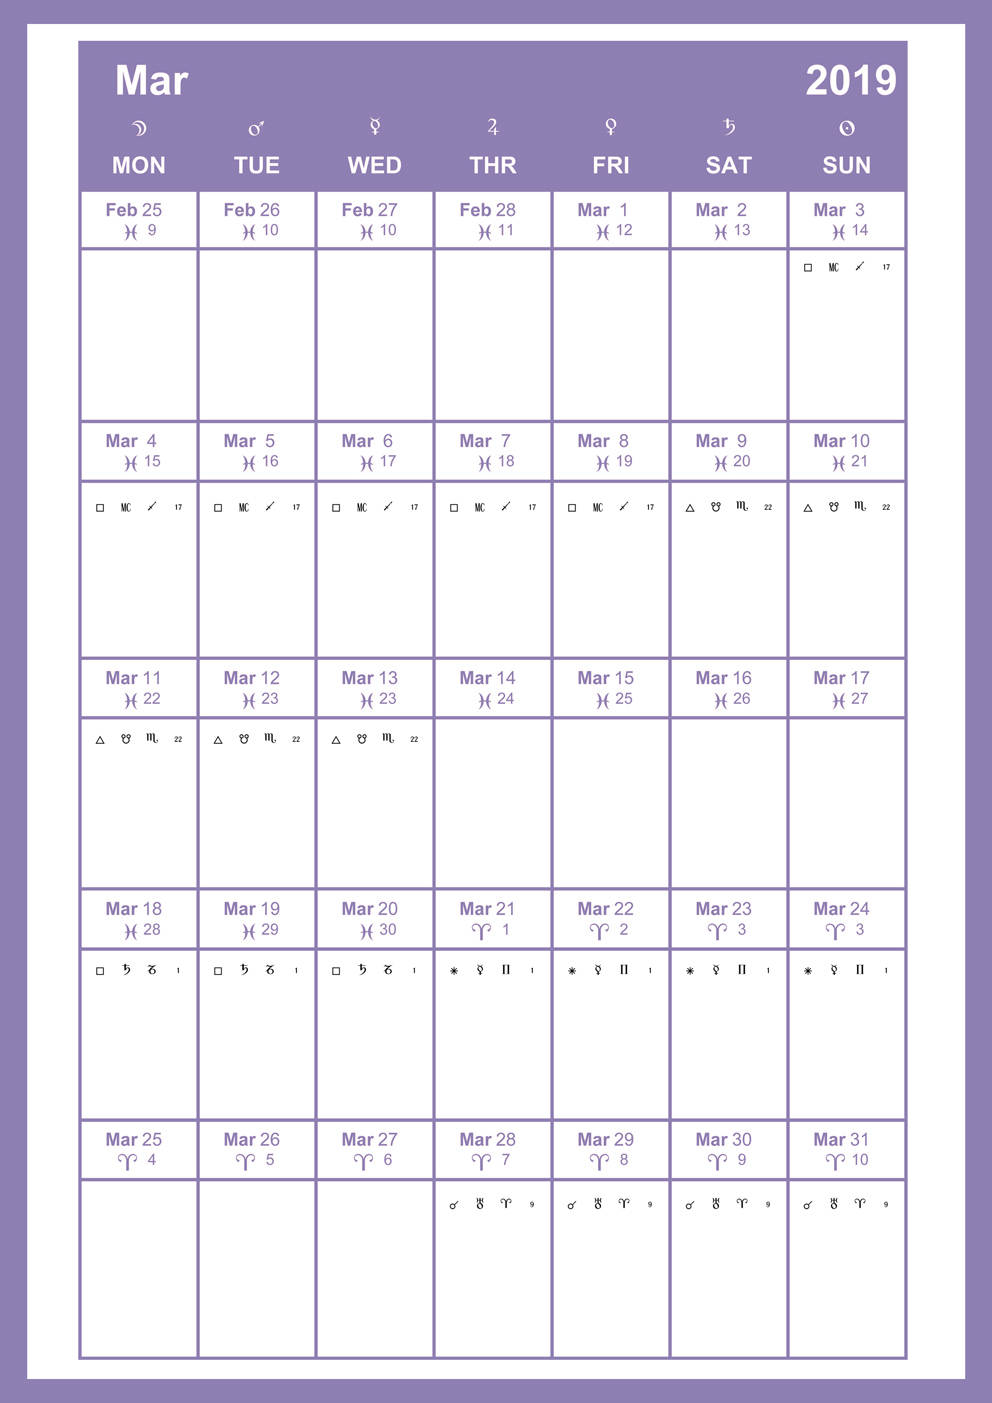 Mar 2019
☽ ♂ ☿ ♃ ♀ ♄ ☉
MON TUE WED THR FRI SAT SUN
Feb 25 Feb 26 Feb 27 Feb 28 Mar 1 Mar 2 Mar 3
♓ 9 ♓ 10 ♓ 10 ♓ 11 ♓ 12 ♓ 13 ♓ 14
□ MC ♐ 17
Mar 4 Mar 5 Mar 6 Mar 7 Mar 8 Mar 9 Mar 10
♓ 15 ♓ 16 ♓ 17 ♓ 18 ♓ 19 ♓ 20 ♓ 21
□ MC ♐ 17 □ MC ♐ 17 □ MC ♐ 17 □ MC ♐ 17 □ MC ♐ 17 △ ☋ ♏ 22 △ ☋ ♏ 22
Mar 11 Mar 12 Mar 13 Mar 14 Mar 15 Mar 16 Mar 17
♓ 22 ♓ 23 ♓ 23 ♓ 24 ♓ 25 ♓ 26 ♓ 27
△ ☋ ♏ 22 △ ☋ ♏ 22 △ ☋ ♏ 22
Mar 18 Mar 19 Mar 20 Mar 21 Mar 22 Mar 23 Mar 24
♓ 28 ♓ 29 ♓ 30 ♈ 1 ♈ 2 ♈ 3 ♈ 3
□ ♄ ♉ 1 □ ♄ ♉ 1 □ ♄ ♉ 1 ⚹ ☿ ♊ 1 ⚹ ☿ ♊ 1 ⚹ ☿ ♊ 1 ⚹ ☿ ♊ 1
Mar 25 Mar 26 Mar 27 Mar 28 Mar 29 Mar 30 Mar 31
♈ 4 ♈ 5 ♈ 6 ♈ 7 ♈ 8 ♈ 9 ♈ 10
☌ ♅ ♈ 9 ☌ ♅ ♈ 9 ☌ ♅ ♈ 9 ☌ ♅ ♈ 9